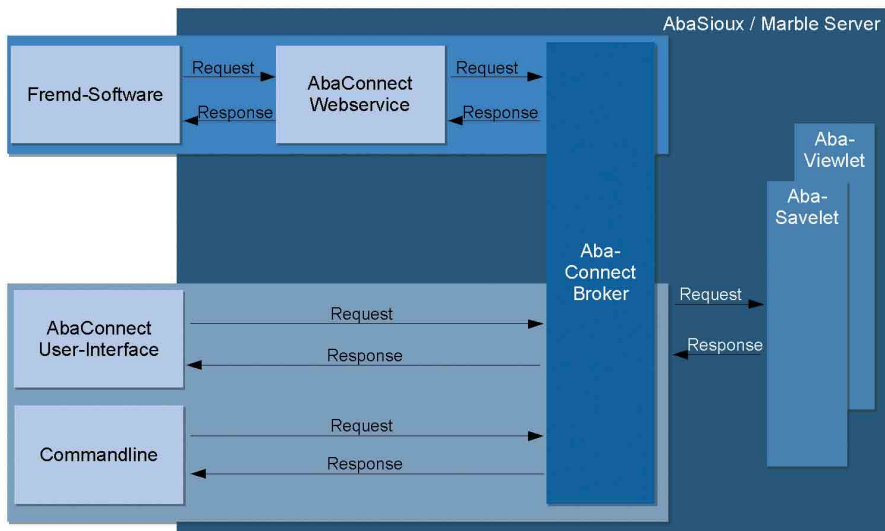 AbaSioux / Marble Server
Fremd-Software
Request
Response
AbaConnect
Webservice
Request
Response
Aba-
Connect
Broker
Aba-
Viewlet
Aba-
Savelet
Request
Response
AbaConnect
User-Interface
Request
Response
Commandline
Request
Response